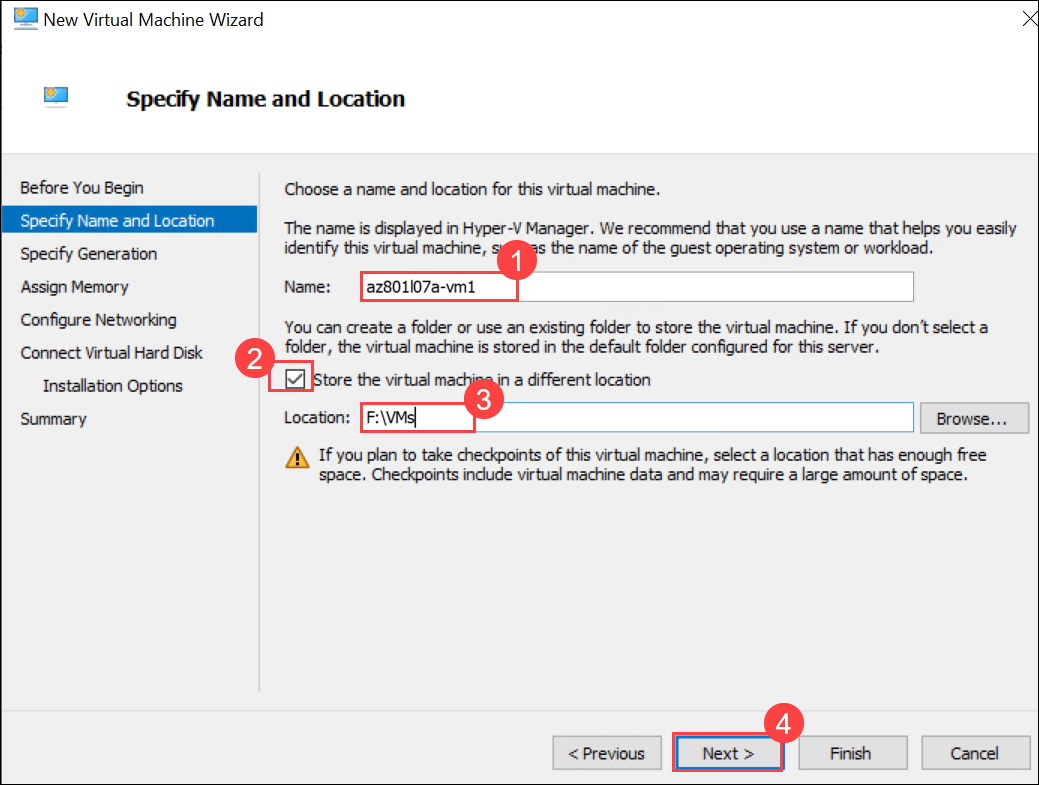 New Virtual Machine Wizard
Specify Name and Location
Before You Begin
Specify Name and Location
Specify Generation
Assign Memory
Configure Networking
Connect Virtual Hard Disk
Installation Options
Summary
Choose a name and location for this virtual machine.
The name is displayed in Hyper-V Manager. We recommend that you use a name that helps you easily
identify this virtual machine, as the name of the guest operating system or workload.
1
Name: az801l07a-vm1
You can create a folder or use an existing folder to store the virtual machine. If you don't select a
folder, the virtual machine is stored in the default folder configured for this server.
2
Store the virtual machine in a different location
3
Location: F:\VMs Browse...
If you plan to take checkpoints of this virtual machine, select a location that has enough free
space. Checkpoints include virtual machine data and may require a large amount of space.
4
< Previous Next > Finish Cancel